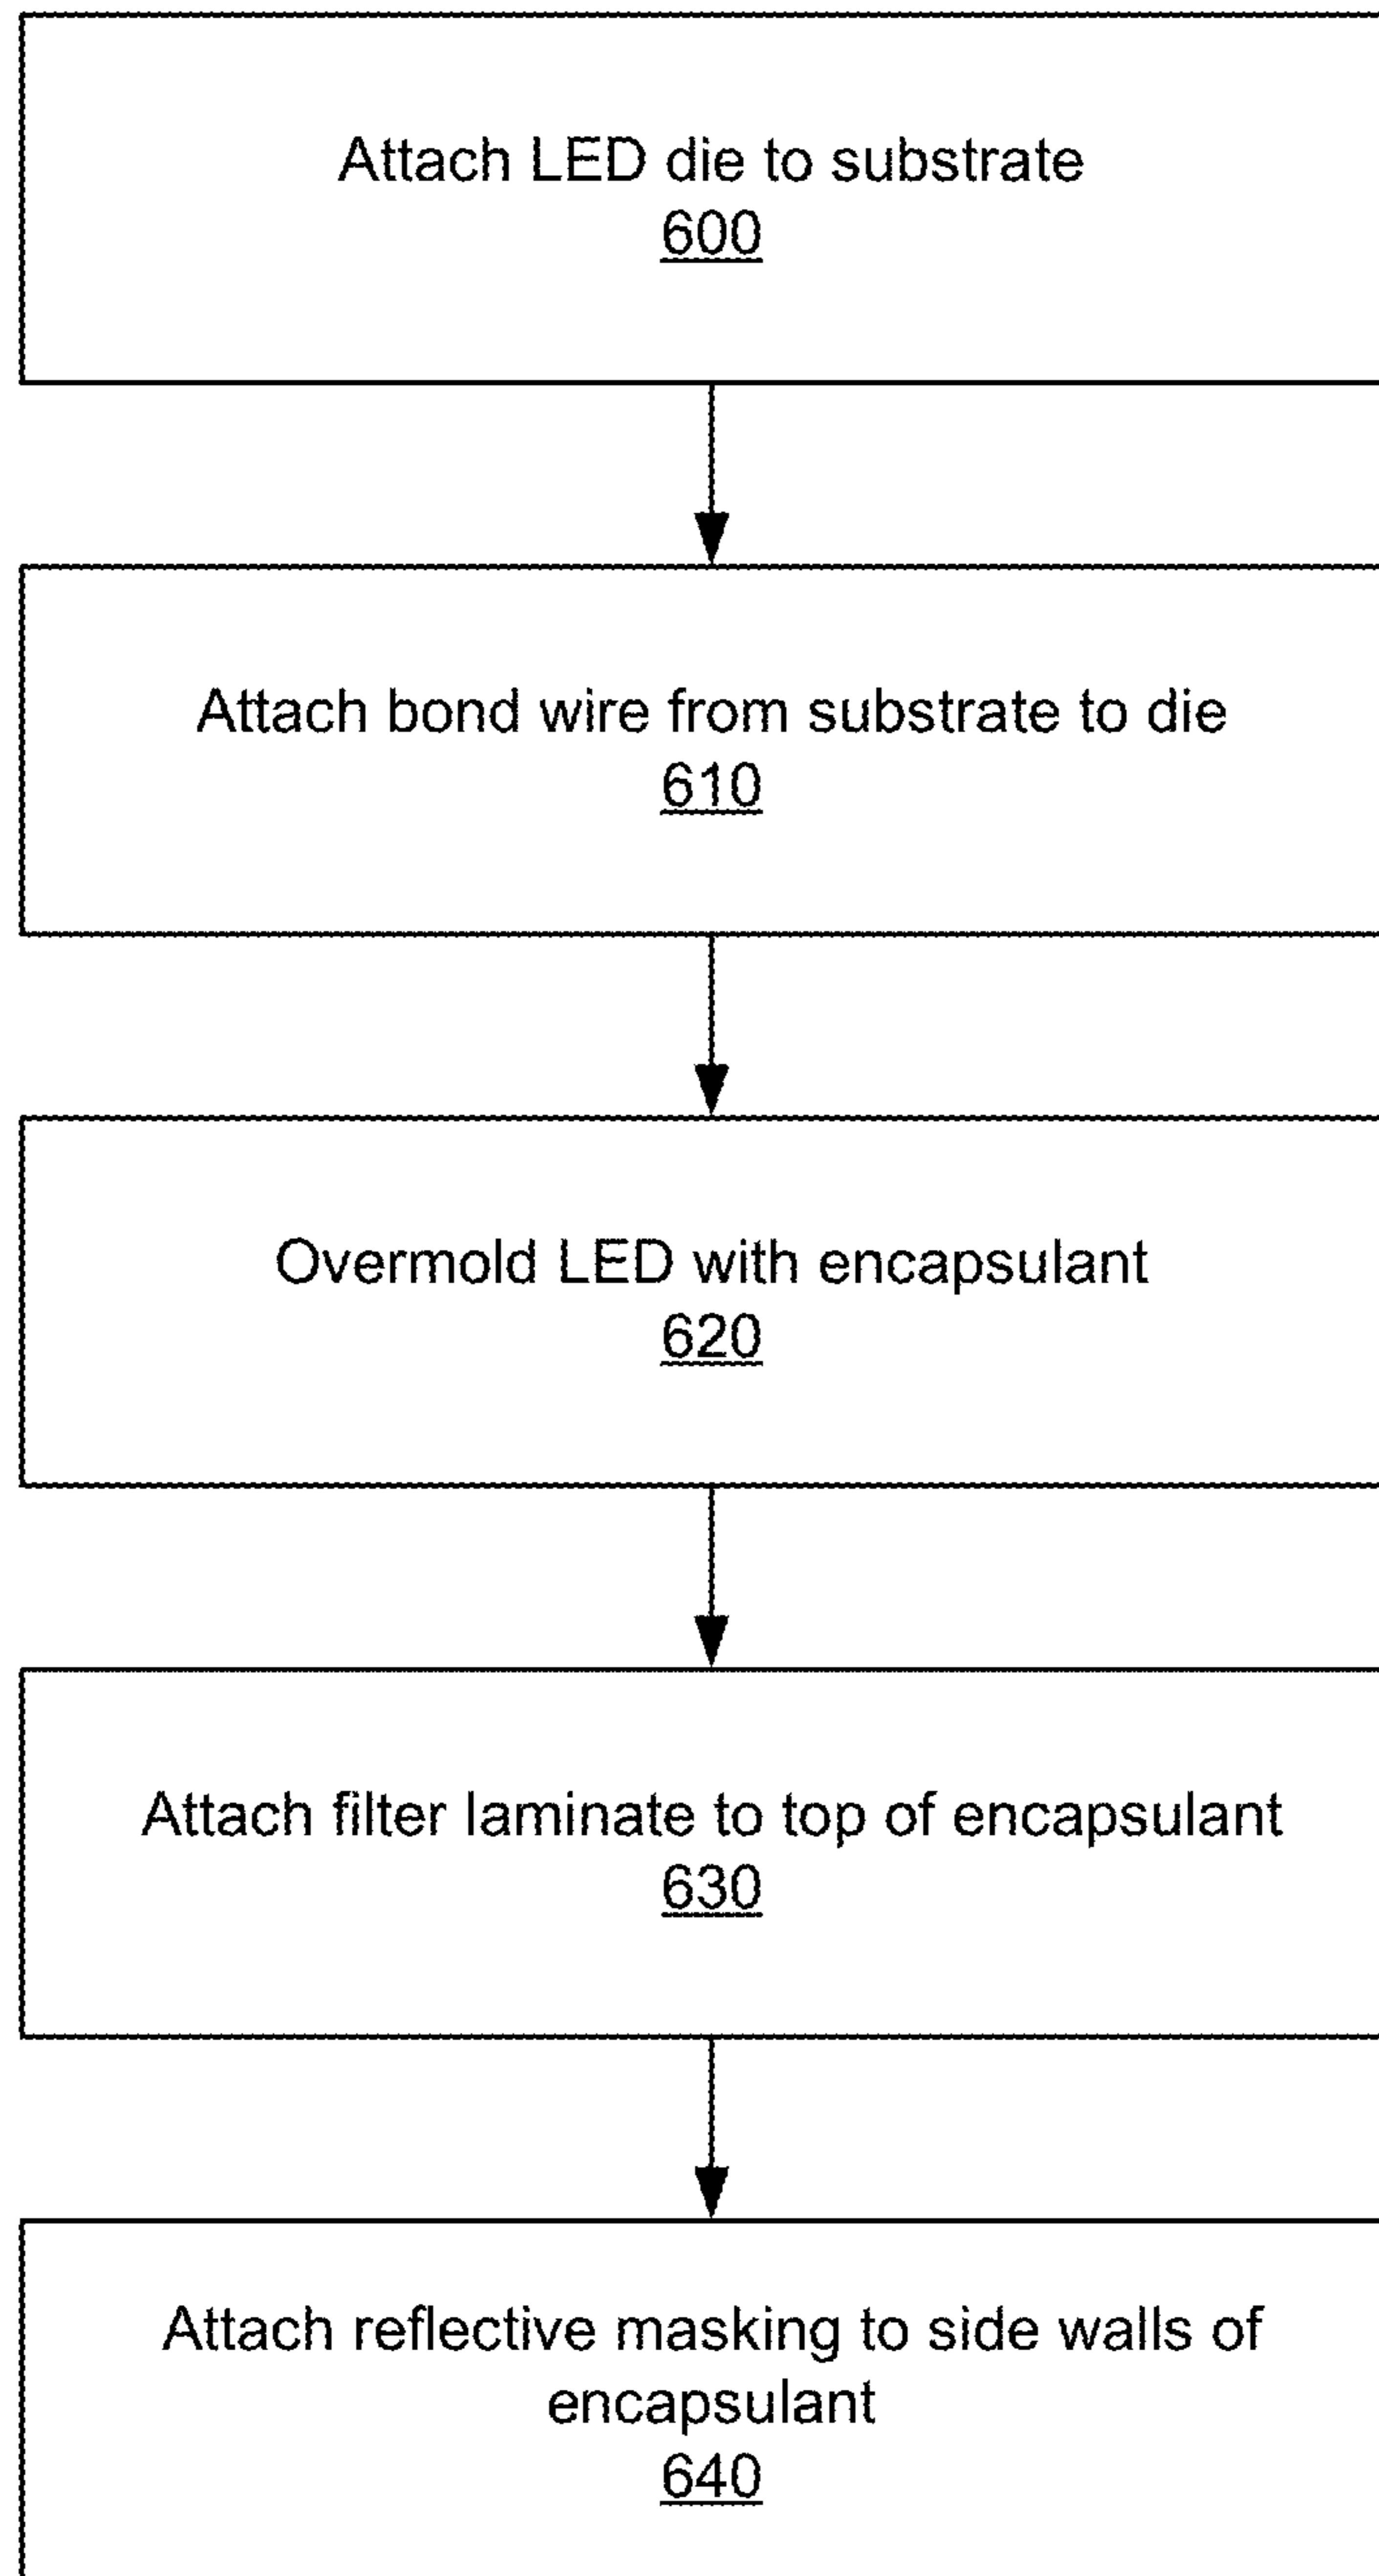 Attach LED die to substrate
600
Attach bond wire from substrate to die
610
Overmold LED with encapsulant
620
Attach filter laminate to top of encapsulant
630
Attach reflective masking to side walls of
encapsulant
640